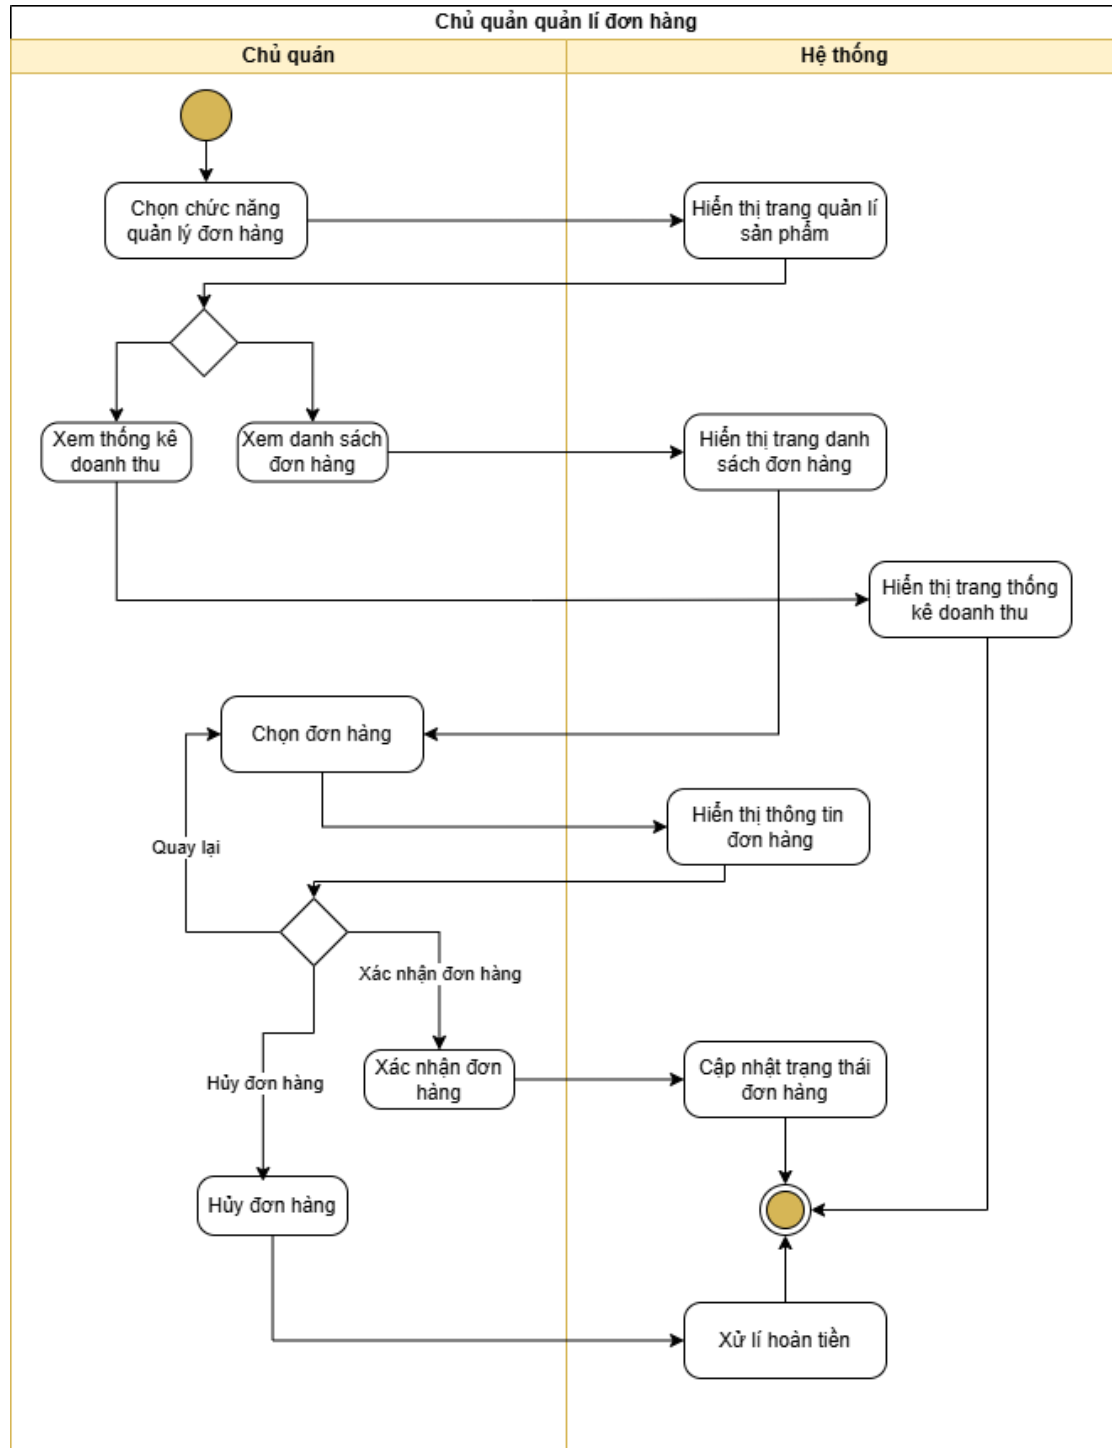 Chủ quản quản lí đơn hàng
Chủ quán
Hệ thống
Chọn chức năng
quản lý đơn hàng
Hiển thị trang quản lí
sản phẩm
Xem thống kê
doanh thu
Xem danh sách
đơn hàng
Hiển thị trang danh
sách đơn hàng
Hiển thị trang thống
kê doanh thu
Chọn đơn hàng
Hiển thị thông tin
đơn hàng
Quay lại
Xác nhận đơn hàng
Xác nhận đơn
hàng
Cập nhật trạng thái
đơn hàng
Hủy đơn hàng
Hủy đơn hàng
Xử lí hoàn tiền